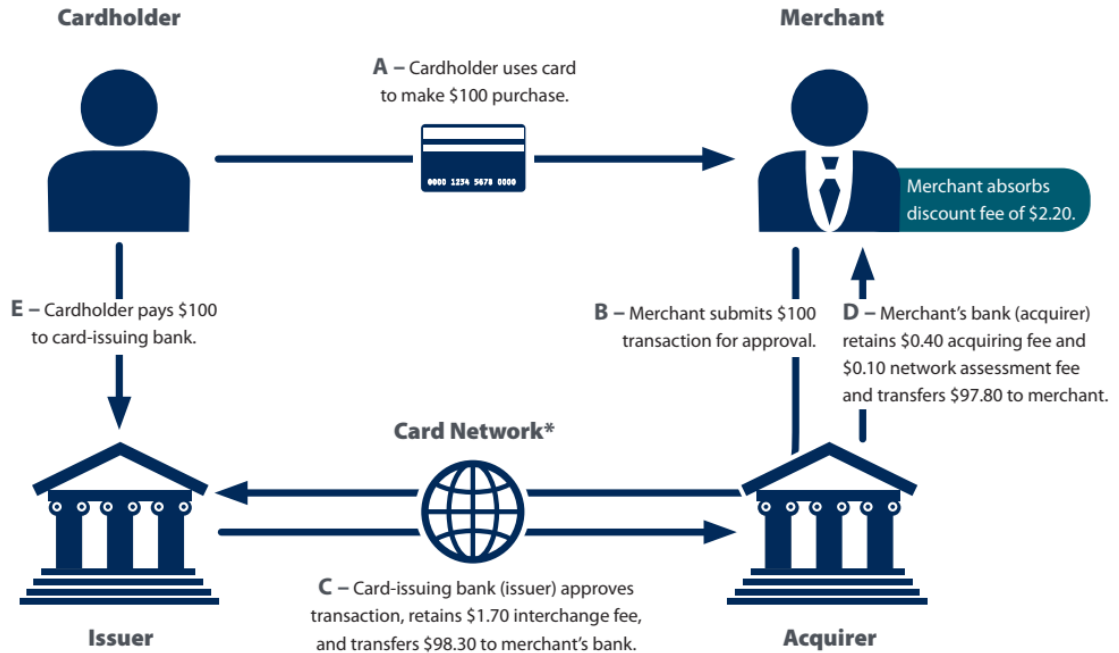 Cardholder
Merchant
A – Cardholder uses card
to make $100 purchase.
0000 1234 5678 0000
Merchant absorbs
discount fee of $2.20.
E – Cardholder pays $100
to card-issuing bank.
B – Merchant submits $100
transaction for approval.
D – Merchant’s bank (acquirer)
retains $0.40 acquiring fee and
$0.10 network assessment fee
and transfers $97.80 to merchant.
Card Network*
C – Card-issuing bank (issuer) approves
transaction, retains $1.70 interchange fee,
and transfers $98.30 to merchant’s bank.
Issuer
Acquirer